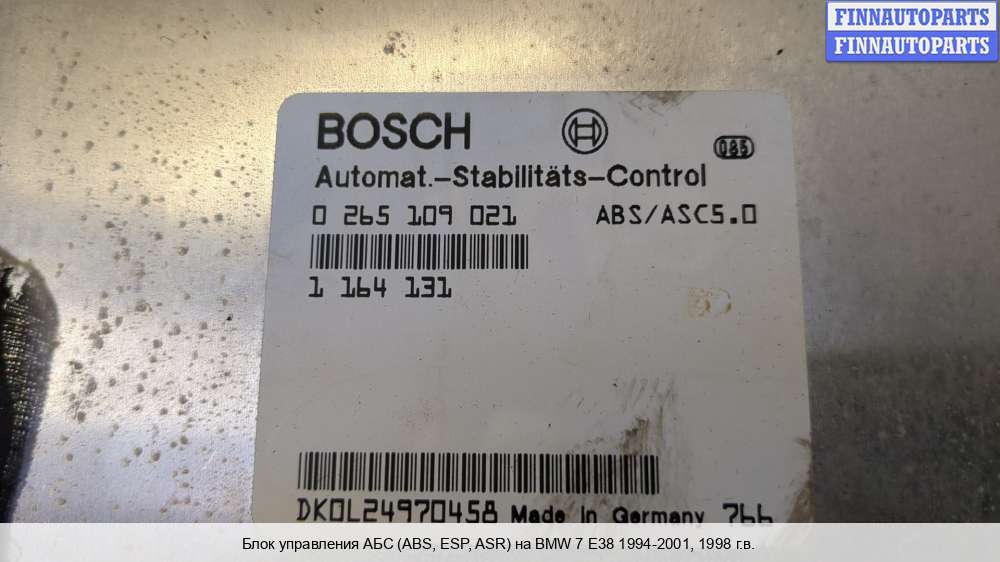 FINNAUTOPARTS
FINNAUTOPARTS
BOSCH
085
Automat.-Stabilitäts-Control
0 265 109 021 ABS/ASC5.0
1 164 131
DK0L24970458 Made in Germany 766
Блок управления АБС (ABS, ESP, ASR) на BMW 7 E38 1994-2001, 1998 г.в.